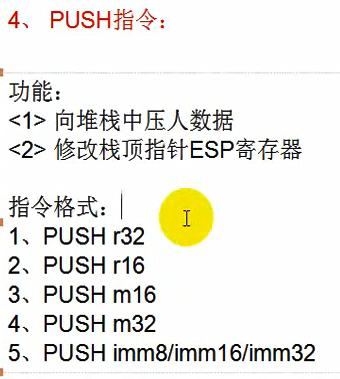 4、 PUSH指令：
功能：
<1> 向堆栈中压人数据
<2> 修改栈顶指针ESP寄存器
指令格式：
1、PUSH r32
2、PUSH r16
3、PUSH m16
4、PUSH m32
5、PUSH imm8/imm16/imm32